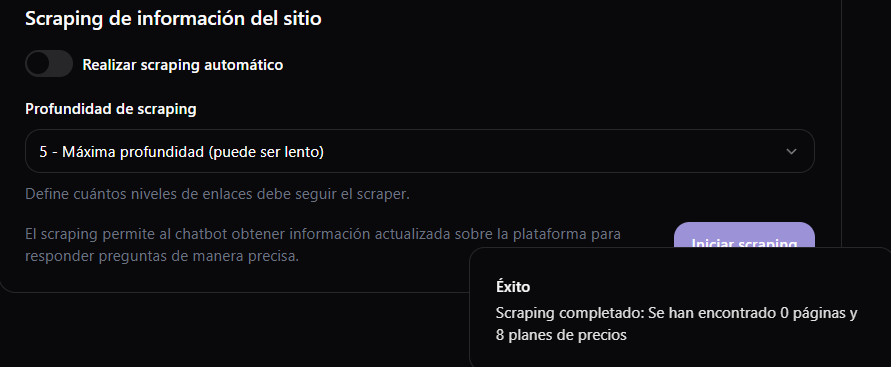 Scraping de información del sitio
Realizar scraping automático
Profundidad de scraping
5 - Máxima profundidad (puede ser lento)
Define cuántos niveles de enlaces debe seguir el scraper.
El scraping permite al chatbot obtener información actualizada sobre la plataforma para
responder preguntas de manera precisa.
Iniciar scraping
Éxito
Scraping completado: Se han encontrado 0 páginas y
8 planes de precios